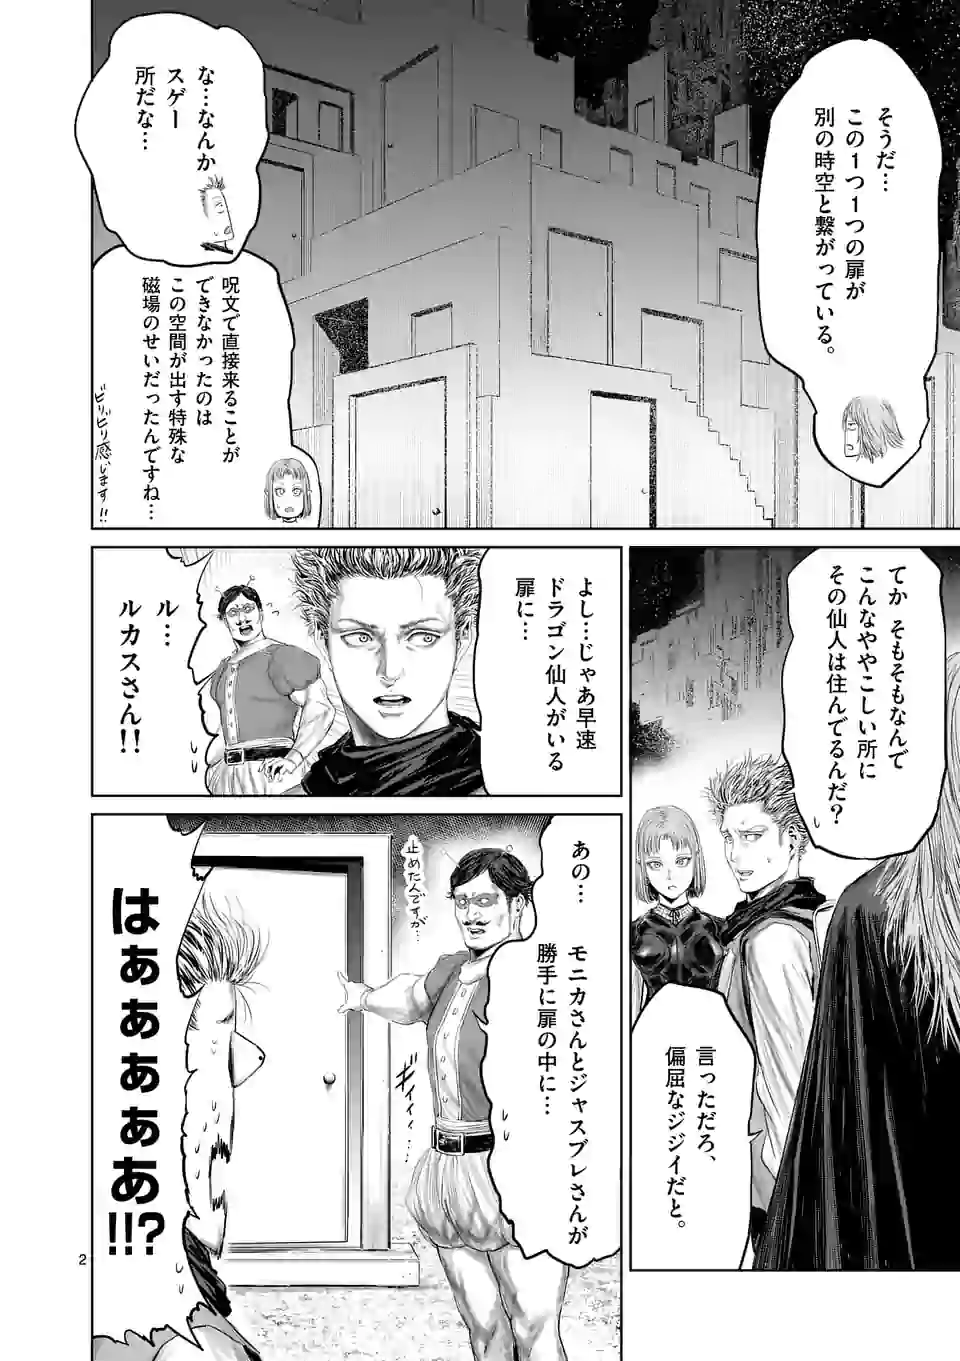 そうだ…
この1つ1つの扉が
別の時空と繋がっている。
な…なんか
スゲー
所だな…
呪文で直接来ることが
できなかったのは
この空間が出す特殊な
磁場のせいだったんですね…
ビリビリ感じます!!
てか そもそもなんで
こんなややこしい所に
その仙人は住んでるんだ?
言っただろ、
偏屈なジジイだと。
よし…じゃあ早速
ドラゴン仙人がいる
扉に…
ル…
ルカスさん!!
あの…
モニカさんとジャスブレさんが
勝手に扉の中に…
止めたんですが…
ギィィィ…
はぁぁぁぁぁあ!!?
2